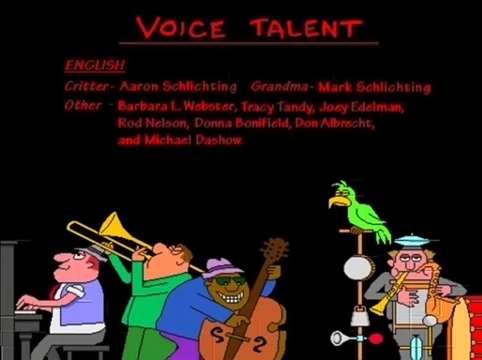 VOICE TALENT
ENGLISH
Critter - Aaron Schlichting Grandma - Mark Schlichting
Other - Barbara L. Webster, Tracy Tandy, Joey Edelman,
Rod Nelson, Donna Bonifield, Don Albrecht,
and Michael Dashow